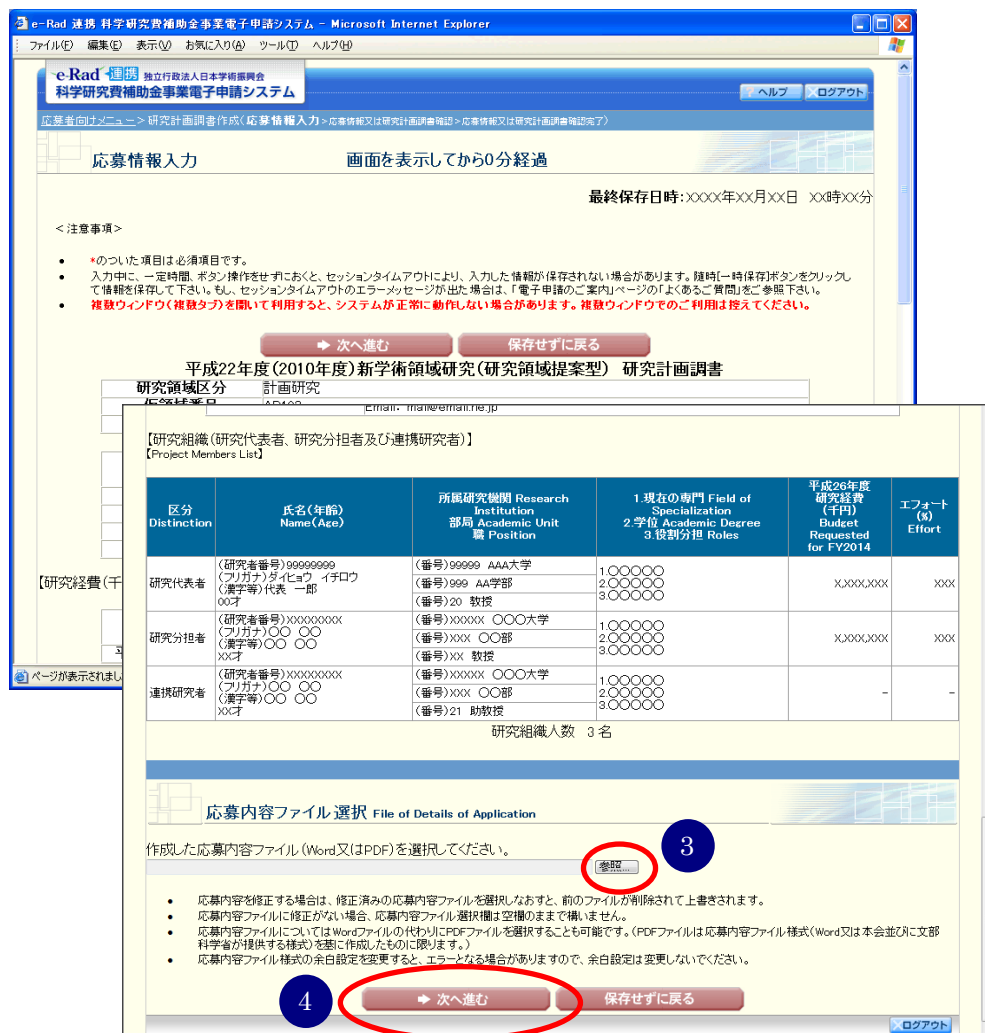 e-Rad 連携 科学研究費補助金事業電子申請システム - Microsoft Internet Explorer
ファイル(F) 編集(E) 表示(V) お気に入り(A) ツール(T) ヘルプ(H)
e-Rad 連携 独立行政法人日本学術振興会
科学研究費補助金事業電子申請システム
? ヘルプ ×ログアウト
応募者向けメニュー>研究計画調書作成(応募情報入力>応募情報又は研究計画調書確認>応募情報又は研究計画調書確認完了)
応募情報入力 画面を表示してから0分経過
最終保存日時:XXXX年XX月XX日 XX時XX分
<注意事項>
• *のついた項目は必須項目です。
• 入力中に、一定時間、ボタン操作をせずにおくと、セッションタイムアウトにより、入力した情報が保存されない場合があります。随時[一時保存]ボタンをクリックし
て情報を保存して下さい。もし、セッションタイムアウトのエラーメッセージが出た場合は、「電子申請のご案内」ページの「よくあるご質問」をご参照下さい。
• 複数ウィンドウ(複数タブ)を開いて利用すると、システムが正常に動作しない場合があります。複数ウィンドウでのご利用は控えてください。
次へ進む 保存せずに戻る
平成22年度(2010年度)新学術領域研究(研究領域提案型) 研究計画調書
研究領域区分 計画研究
仮領域番号
Email: mail@email.ne.jp
【研究組織(研究代表者、研究分担者及び連携研究者)】
【Project Members List】
区分 Distinction
氏名(年齢) Name(Age)
所属研究機関 Research
Institution
部局 Academic Unit
職 Position
1.現在の専門 Field of
Specialization
2.学位 Academic Degree
3.役割分担 Roles
平成26年度
研究経費
(千円)
Budget
Requested
for FY2014
エフォート
(%)
Effort
研究代表者
(研究者番号)99999999
(フリガナ)ダイヒョウ イチロウ
(漢字等)代表 一郎
00才
(番号)99999 AAA大学
(番号)999 AA学部
(番号)20 教授
1.○○○○○
2.○○○○○
3.○○○○○
X,XXX,XXX XXX
研究分担者
(研究者番号)XXXXXXXX
(フリガナ)○○ ○○
(漢字等)○○ ○○
XX才
(番号)XXXXX ○○○大学
(番号)XXX ○○部
(番号)XX 教授
1.○○○○○
2.○○○○○
3.○○○○○
X,XXX,XXX XXX
連携研究者
(研究者番号)XXXXXXXX
(フリガナ)○○ ○○
(漢字等)○○ ○○
XX才
(番号)XXXXX ○○○大学
(番号)XXX ○○部
(番号)21 助教授
1.○○○○○
2.○○○○○
3.○○○○○
- -
研究組織人数 3名
【研究経費(千
ページが表示されまし
応募内容ファイル選択 File of Details of Application
作成した応募内容ファイル(Word又はPDF)を選択してください。
参照...
3
• 応募内容を修正する場合は、修正済みの応募内容ファイルを選択しなおすと、前のファイルが削除されて上書きされます。
• 応募内容ファイルに修正がない場合、応募内容ファイル選択欄は空欄のままで構いません。
• 応募内容ファイルについてはWordファイルの代わりにPDFファイルを選択することも可能です。(PDFファイルは応募内容ファイル様式(Word又は本会並びに文部
科学省が提供する様式)を基に作成したものに限ります。)
• 応募内容ファイル様式の余白設定を変更すると、エラーとなる場合がありますので、余白設定は変更しないでください。
4
次へ進む 保存せずに戻る
×ログアウト